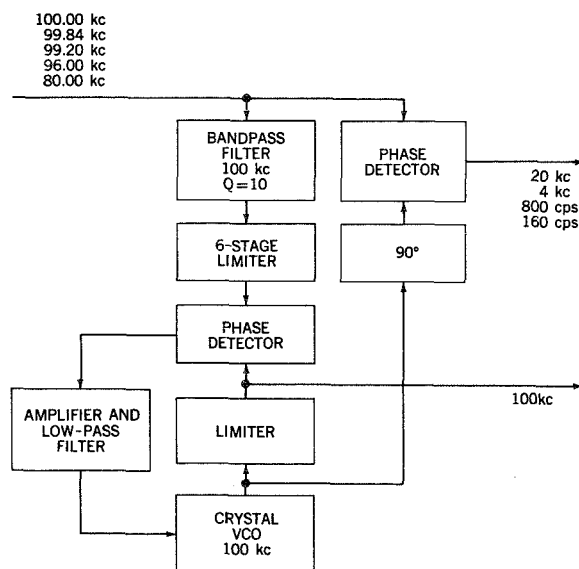 100.00 kc
99.84 kc
99.20 kc
96.00 kc
80.00 kc
BANDPASS
FILTER
100 kc
Q=10
PHASE
DETECTOR
20 kc
4 kc
800 cps
160 cps
6-STAGE
LIMITER
90°
PHASE
DETECTOR
100kc
AMPLIFIER AND
LOW-PASS
FILTER
LIMITER
CRYSTAL
VCO
100 kc